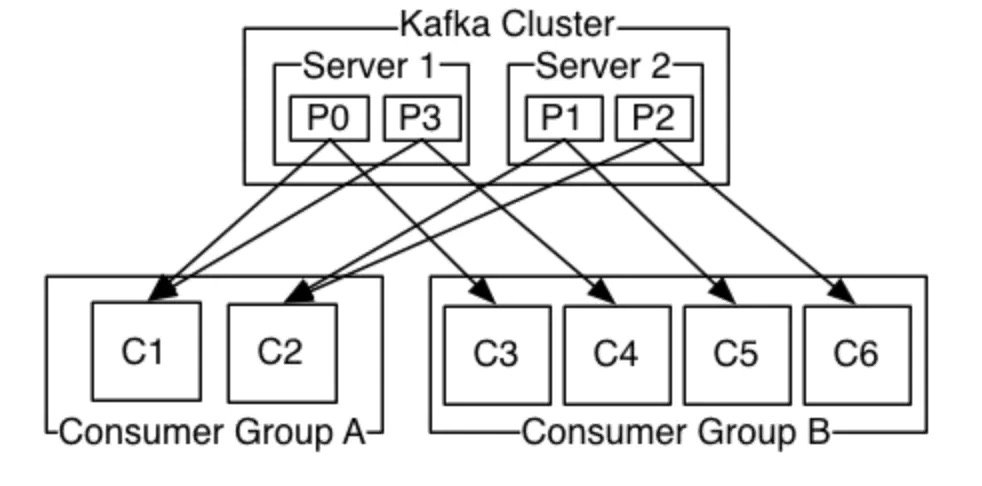 Kafka Cluster
Server 1
Server 2
P0
P3
P1
P2
C1
C2
C3
C4
C5
C6
Consumer Group A
Consumer Group B